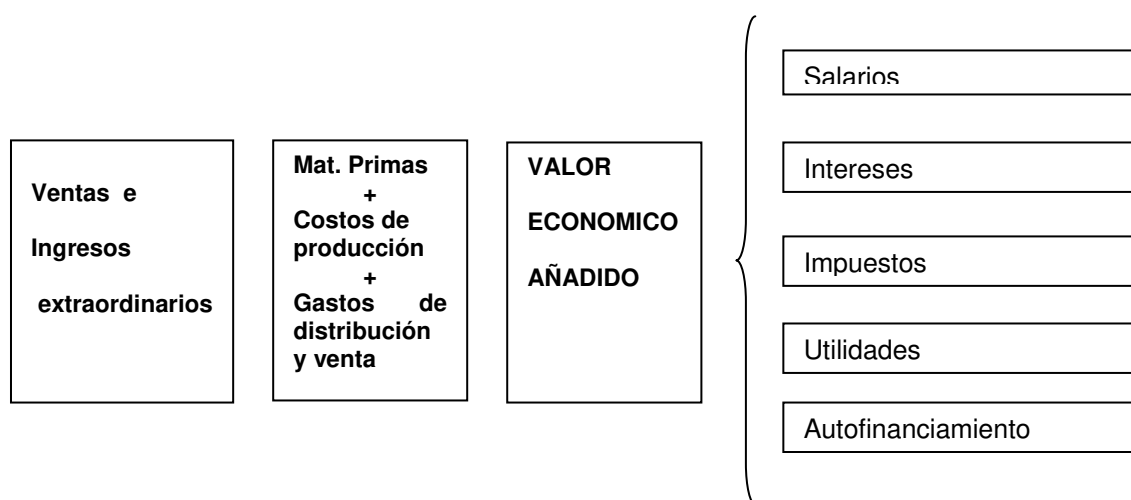 Ventas e
Ingresos
extraordinarios
Mat. Primas
+
Costos de
producción
+
Gastos de
distribución
y venta
VALOR
ECONOMICO
AÑADIDO
Salarios
Intereses
Impuestos
Utilidades
Autofinanciamiento